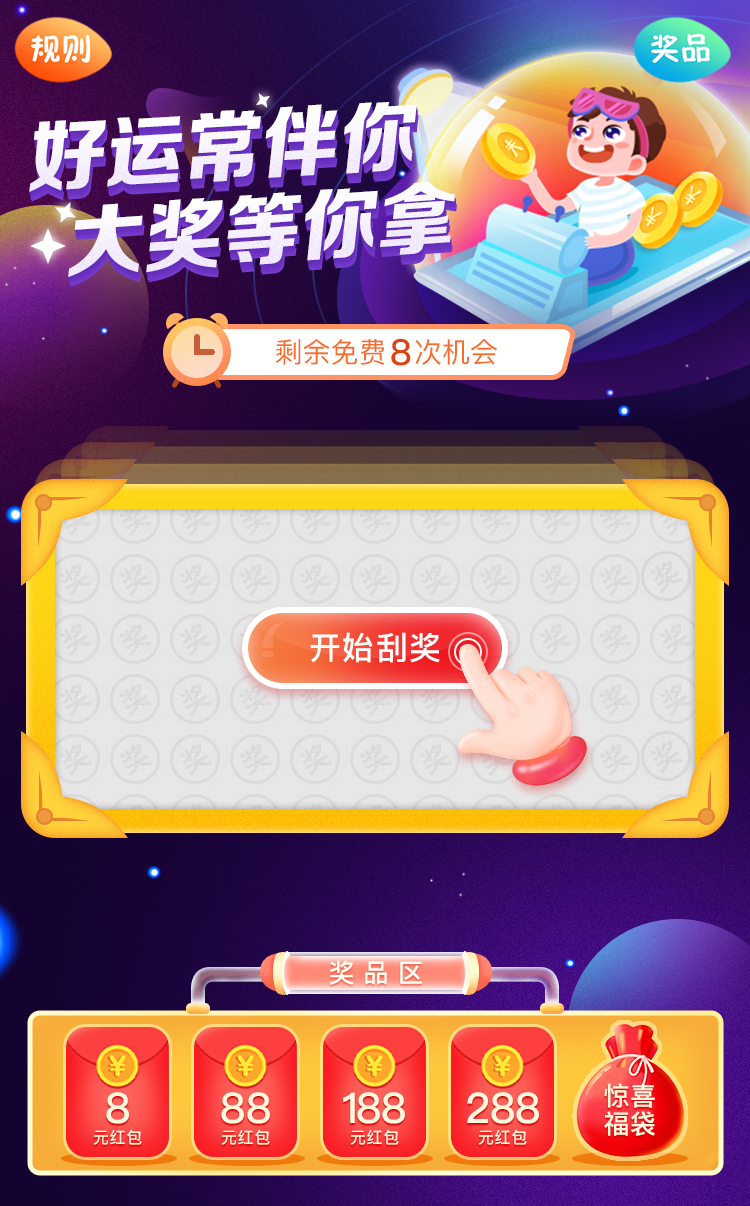 规则
奖品
好运常伴你
大奖等你拿
剩余免费8次机会
开始刮奖
奖品区
¥ ¥ ¥ ¥
8 88 188 288
元红包 元红包 元红包 元红包
惊喜
福袋